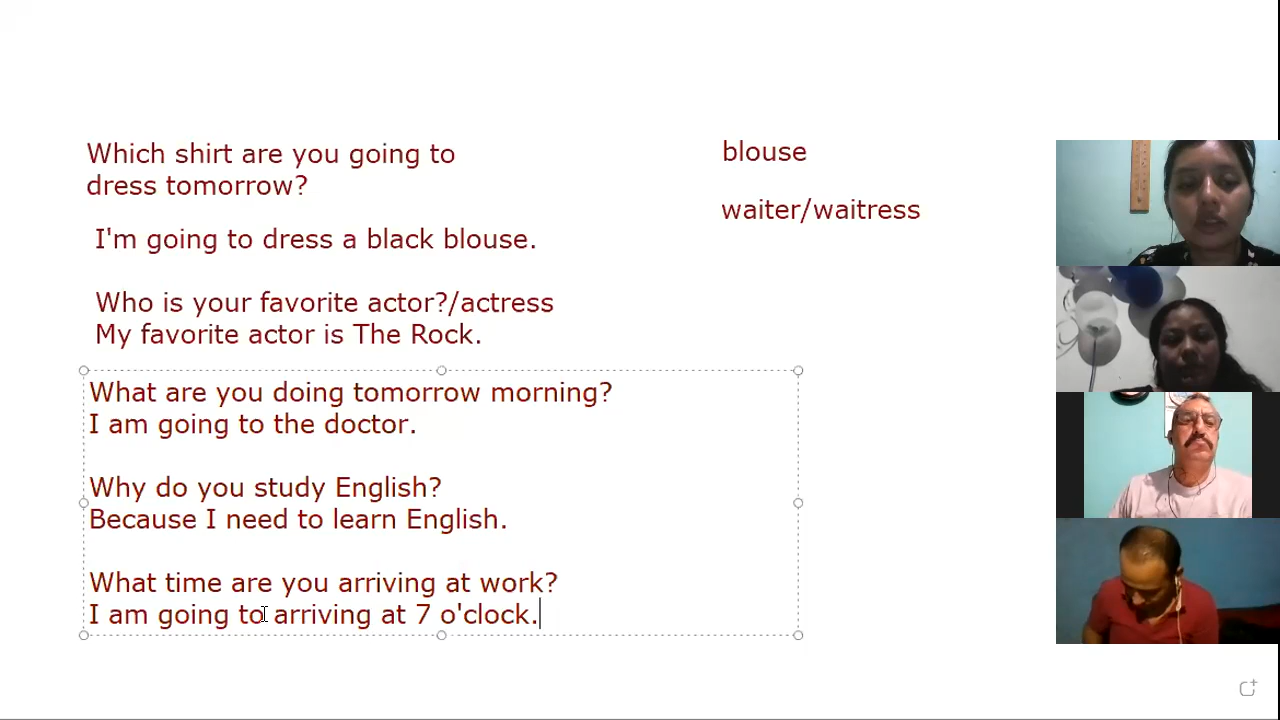 Which shirt are you going to
dress tomorrow?
I'm going to dress a black blouse.
Who is your favorite actor?/actress
My favorite actor is The Rock.
What are you doing tomorrow morning?
I am going to the doctor.
Why do you study English?
Because I need to learn English.
What time are you arriving at work?
I am going to arriving at 7 o'clock.
blouse
waiter/waitress